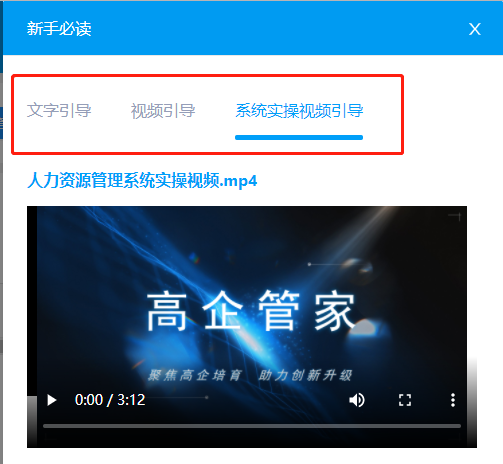 新手必读 X
文字引导 视频引导 系统实操视频引导
人力资源管理系统实操视频.mp4
高企管家
聚焦高企培育 助力创新升级
0:00 / 3:12